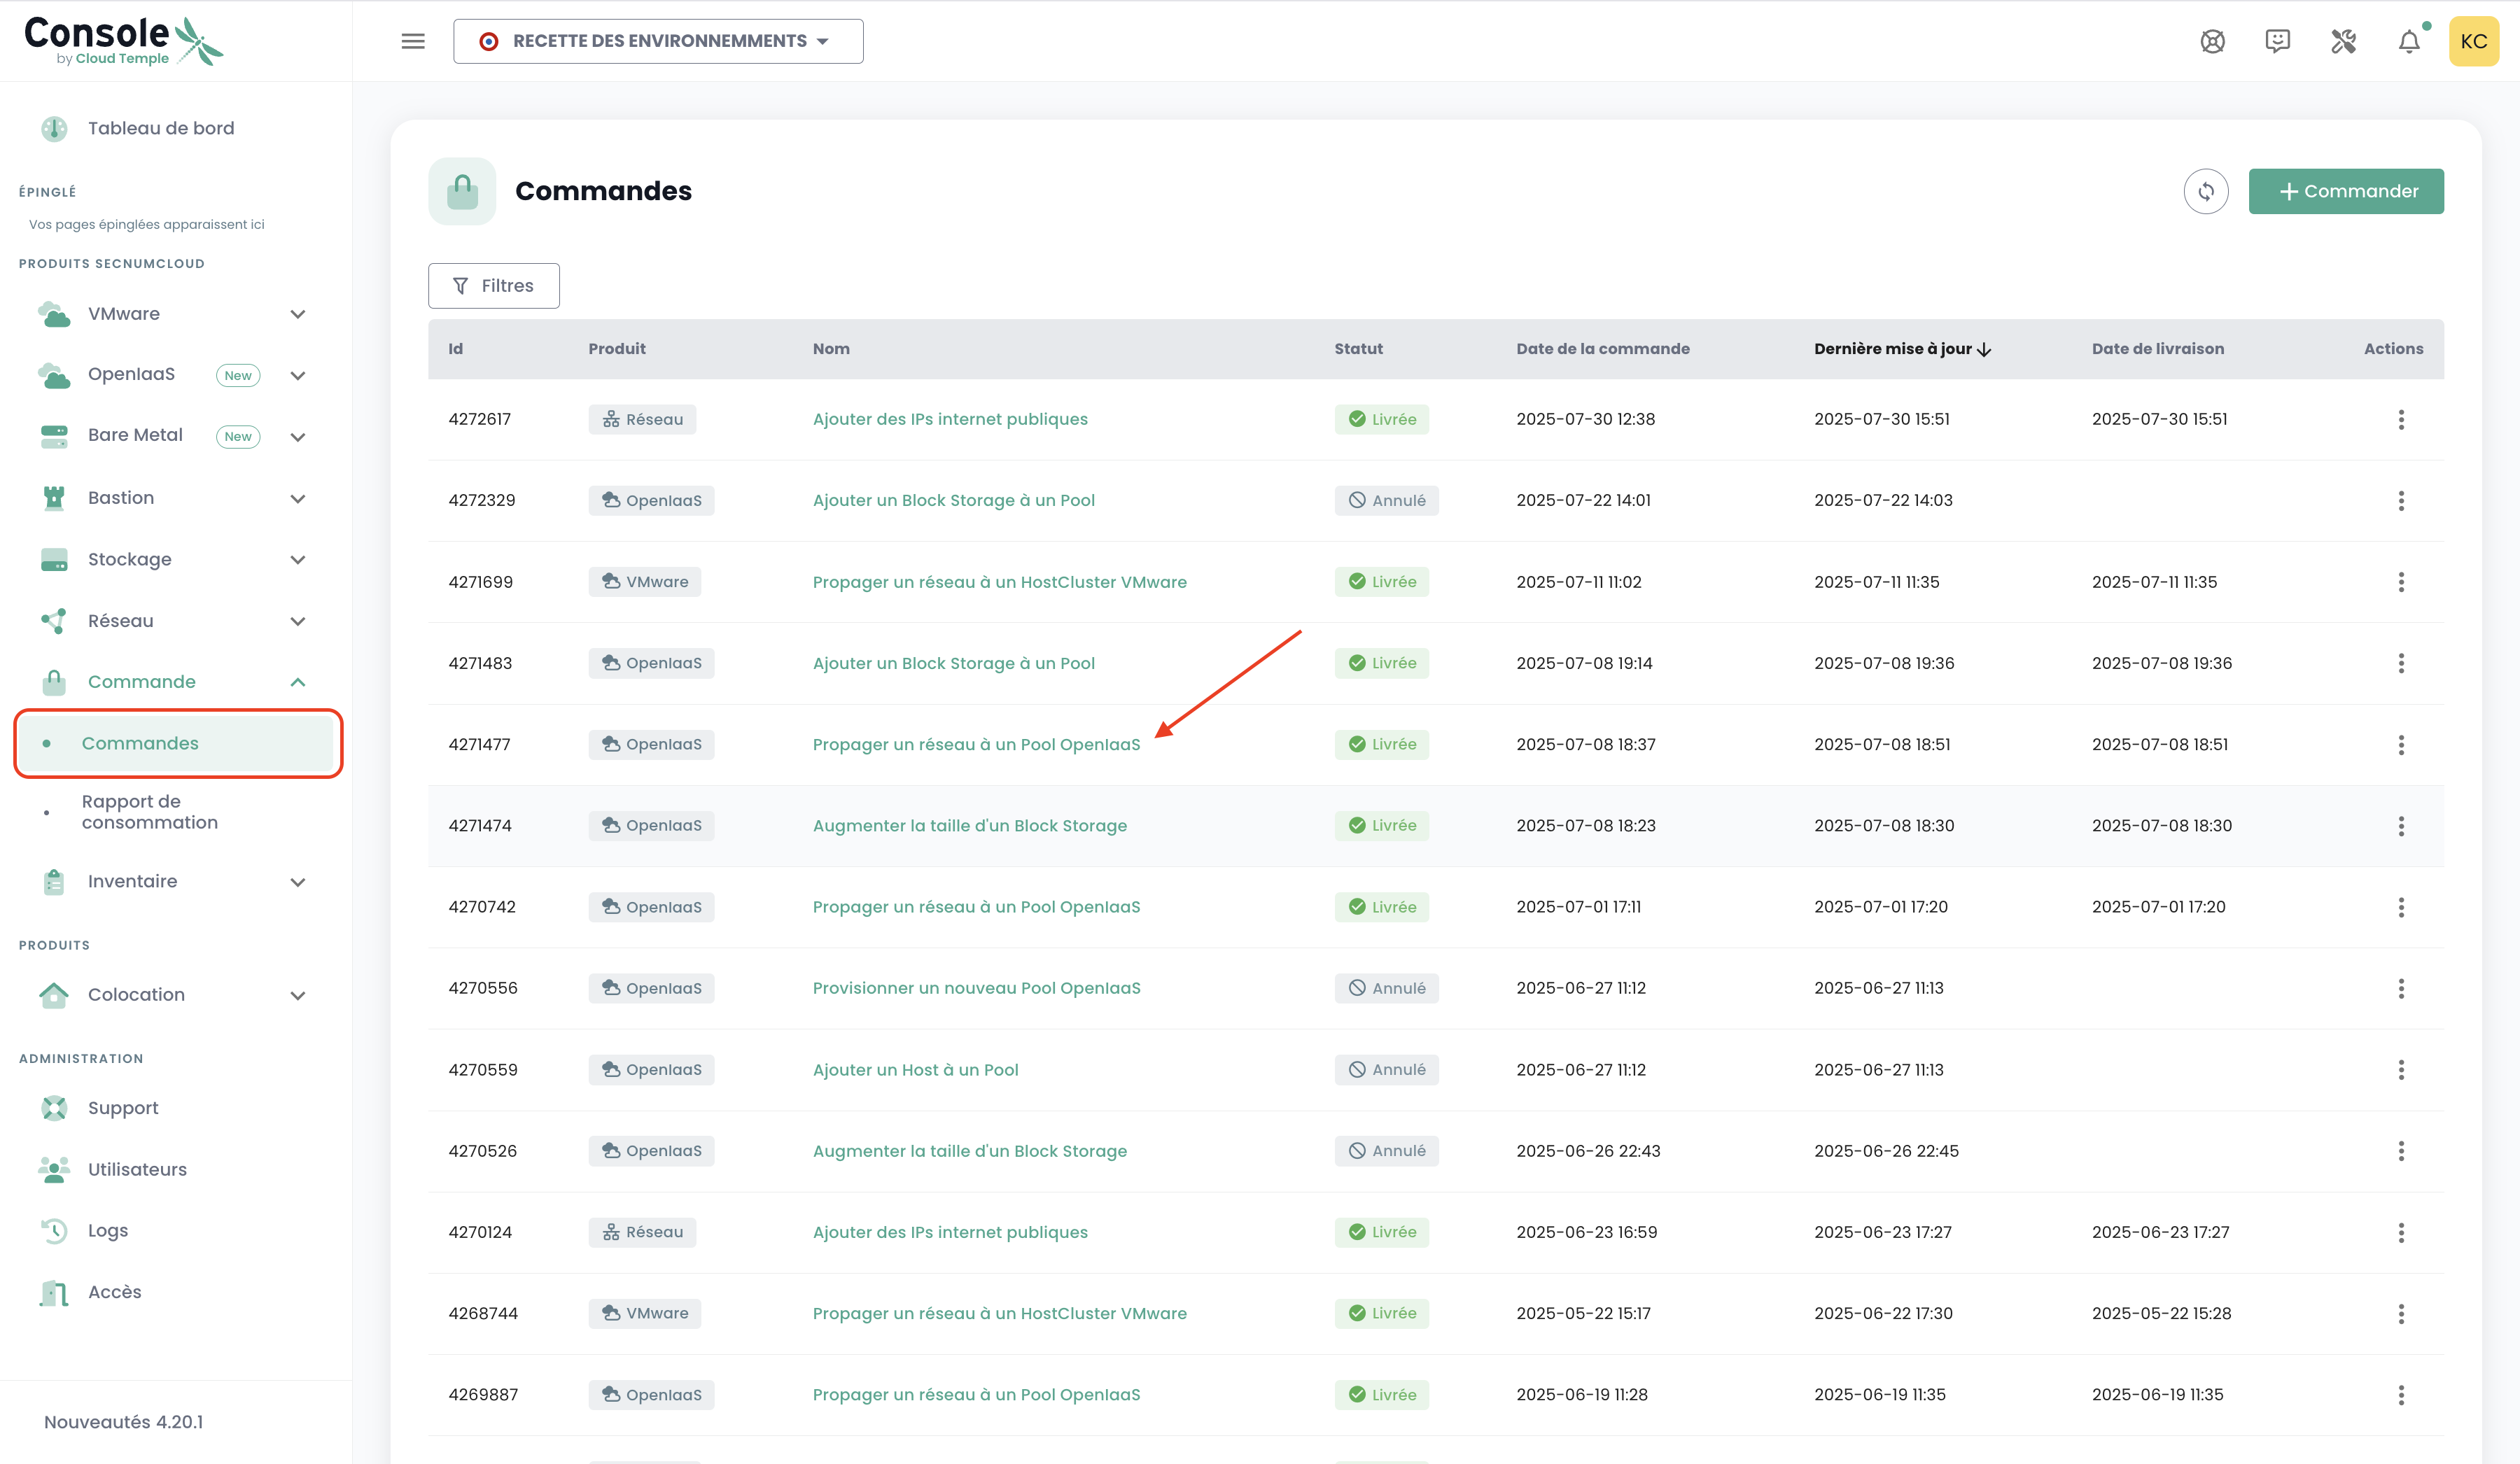 Console
by Cloud Temple
RECETTE DES ENVIRONNEMMENTS
KC
Tableau de bord
ÉPINGLÉ
Vos pages épinglées apparaissent ici
PRODUITS SECNUMCLOUD
VMware
OpenIaaS New
Bare Metal New
Bastion
Stockage
Réseau
Commande
Commandes
Rapport de
consommation
Inventaire
PRODUITS
Colocation
ADMINISTRATION
Support
Utilisateurs
Logs
Accès
Nouveautés 4.20.1
Commandes
Commander
Filtres
Id Produit Nom Statut Date de la commande Dernière mise à jour Date de livraison Actions
4272617 Réseau Ajouter des IPs internet publiques Livrée 2025-07-30 12:38 2025-07-30 15:51 2025-07-30 15:51
4272329 OpenIaaS Ajouter un Block Storage à un Pool Annulé 2025-07-22 14:01 2025-07-22 14:03
4271699 VMware Propager un réseau à un HostCluster VMware Livrée 2025-07-11 11:02 2025-07-11 11:35 2025-07-11 11:35
4271483 OpenIaaS Ajouter un Block Storage à un Pool Livrée 2025-07-08 19:14 2025-07-08 19:36 2025-07-08 19:36
4271477 OpenIaaS Propager un réseau à un Pool OpenIaaS Livrée 2025-07-08 18:37 2025-07-08 18:51 2025-07-08 18:51
4271474 OpenIaaS Augmenter la taille d'un Block Storage Livrée 2025-07-08 18:23 2025-07-08 18:30 2025-07-08 18:30
4270742 OpenIaaS Propager un réseau à un Pool OpenIaaS Livrée 2025-07-01 17:11 2025-07-01 17:20 2025-07-01 17:20
4270556 OpenIaaS Provisionner un nouveau Pool OpenIaaS Annulé 2025-06-27 11:12 2025-06-27 11:13
4270559 OpenIaaS Ajouter un Host à un Pool Annulé 2025-06-27 11:12 2025-06-27 11:13
4270526 OpenIaaS Augmenter la taille d'un Block Storage Annulé 2025-06-26 22:43 2025-06-26 22:45
4270124 Réseau Ajouter des IPs internet publiques Livrée 2025-06-23 16:59 2025-06-23 17:27 2025-06-23 17:27
4268744 VMware Propager un réseau à un HostCluster VMware Livrée 2025-05-22 15:17 2025-06-22 17:30 2025-05-22 15:28
4269887 OpenIaaS Propager un réseau à un Pool OpenIaaS Livrée 2025-06-19 11:28 2025-06-19 11:35 2025-06-19 11:35